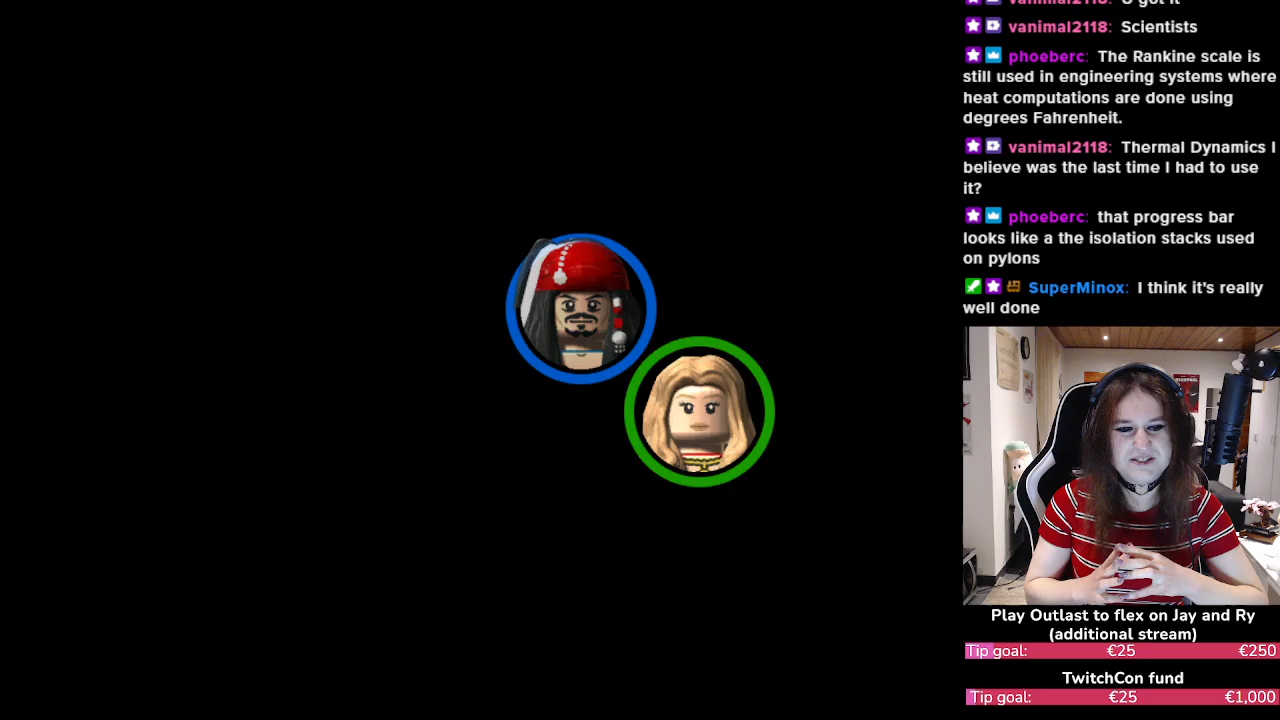 vanimal2118: U got it
vanimal2118: Scientists
phoeberc: The Rankine scale is
still used in engineering systems where
heat computations are done using
degrees Fahrenheit.
vanimal2118: Thermal Dynamics I
believe was the last time I had to use
it?
phoeberc: that progress bar
looks like a the isolation stacks used
on pylons
SuperMinox: I think it's really
well done
Play Outlast to flex on Jay and Ry
(additional stream)
Tip goal: €25 €250
TwitchCon fund
Tip goal: €25 €1,000